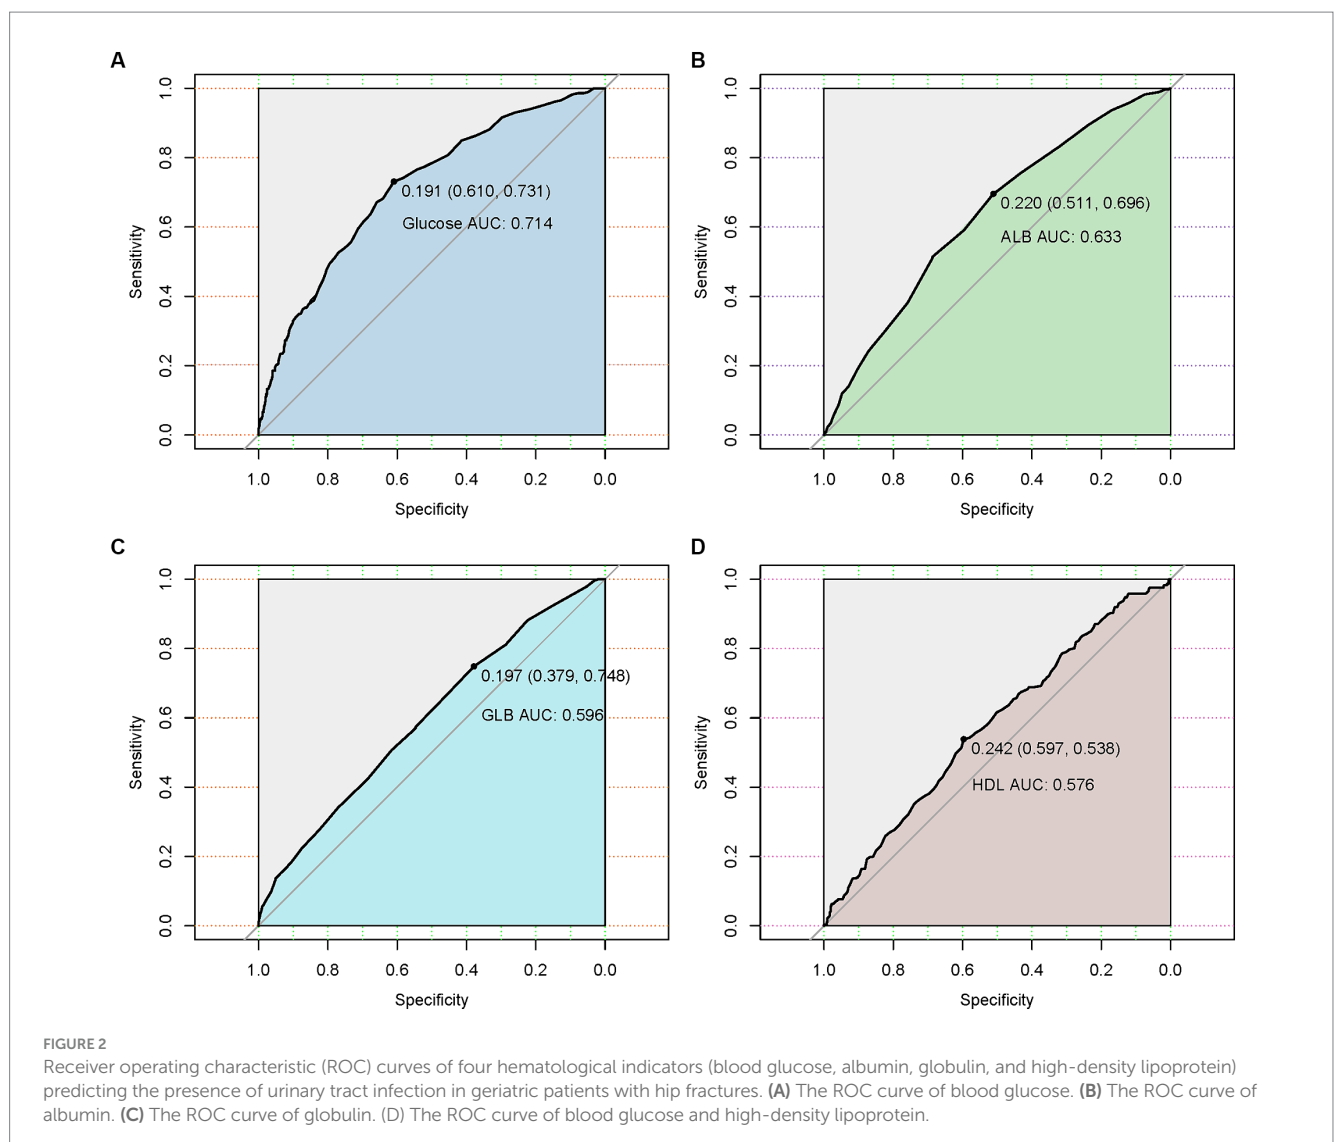 A
B
1.0
0.8
0.6
0.4
0.2
0.0
Sensitivity
0.191 (0.610, 0.731)
Glucose AUC: 0.714
1.0 0.8 0.6 0.4 0.2 0.0
Specificity
1.0
0.8
0.6
0.4
0.2
0.0
Sensitivity
0.220 (0.511, 0.696)
ALB AUC: 0.633
1.0 0.8 0.6 0.4 0.2 0.0
Specificity
C
D
1.0
0.8
0.6
0.4
0.2
0.0
Sensitivity
0.197 (0.379, 0.748)
GLB AUC: 0.596
1.0 0.8 0.6 0.4 0.2 0.0
Specificity
1.0
0.8
0.6
0.4
0.2
0.0
Sensitivity
0.242 (0.597, 0.538)
HDL AUC: 0.576
1.0 0.8 0.6 0.4 0.2 0.0
Specificity
FIGURE 2
Receiver operating characteristic (ROC) curves of four hematological indicators (blood glucose, albumin, globulin, and high-density lipoprotein)
predicting the presence of urinary tract infection in geriatric patients with hip fractures. (A) The ROC curve of blood glucose. (B) The ROC curve of
albumin. (C) The ROC curve of globulin. (D) The ROC curve of blood glucose and high-density lipoprotein.